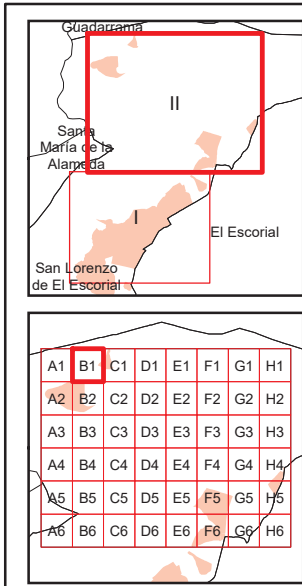 Guadarrama
II
Santa
María de la
Alameda
I
El Escorial
San Lorenzo
de El Escorial
A1 B1 C1 D1 E1 F1 G1 H1
A2 B2 C2 D2 E2 F2 G2 H2
A3 B3 C3 D3 E3 F3 G3 H3
A4 B4 C4 D4 E4 F4 G4 H4
A5 B5 C5 D5 E5 F5 G5 H5
A6 B6 C6 D6 E6 F6 G6 H6